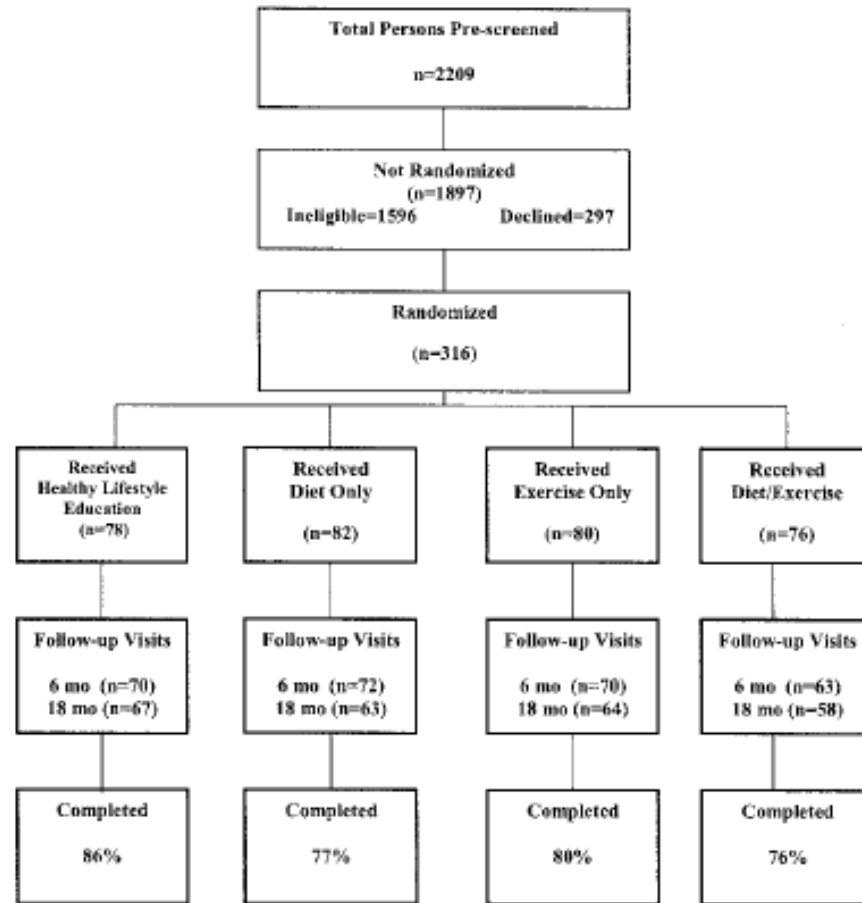 Total Persons Pre-screened
n=2209
Not Randomized
(n=1897)
Ineligible=1596 Declined=297
Randomized
(n=316)
Received
Healthy Lifestyle
Education
(n=78)
Received
Diet Only
(n=82)
Received
Exercise Only
(n=80)
Received
Diet/Exercise
(n=76)
Follow-up Visits
6 mo (n=70)
18 mo (n=67)
Follow-up Visits
6 mo (n=72)
18 mo (n=63)
Follow-up Visits
6 mo (n=70)
18 mo (n=64)
Follow-up Visits
6 mo (n=63)
18 mo (n=58)
Completed
86%
Completed
77%
Completed
80%
Completed
76%